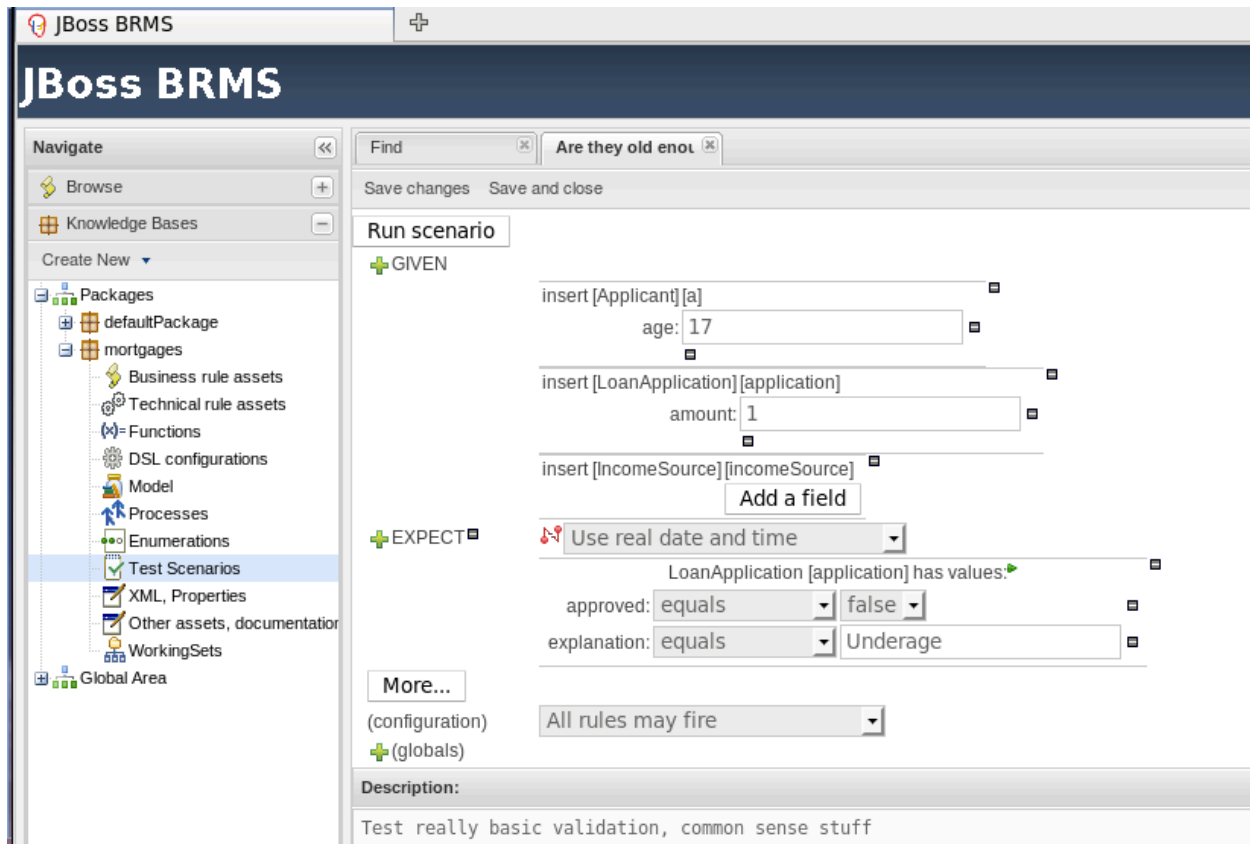 JBoss BRMS
JBoss BRMS
Navigate
Browse
Knowledge Bases
Create New
Packages
defaultPackage
mortgages
Business rule assets
Technical rule assets
Functions
DSL configurations
Model
Processes
Enumerations
Test Scenarios
XML, Properties
Other assets, documentation
WorkingSets
Global Area
Find
Are they old enou
Save changes Save and close
Run scenario
GIVEN
insert [Applicant][a]
age: 17
insert [LoanApplication][application]
amount: 1
insert [IncomeSource][incomeSource]
Add a field
EXPECT Use real date and time
LoanApplication [application] has values:
approved: equals false
explanation: equals Underage
More...
(configuration) All rules may fire
(globals)
Description:
Test really basic validation, common sense stuff